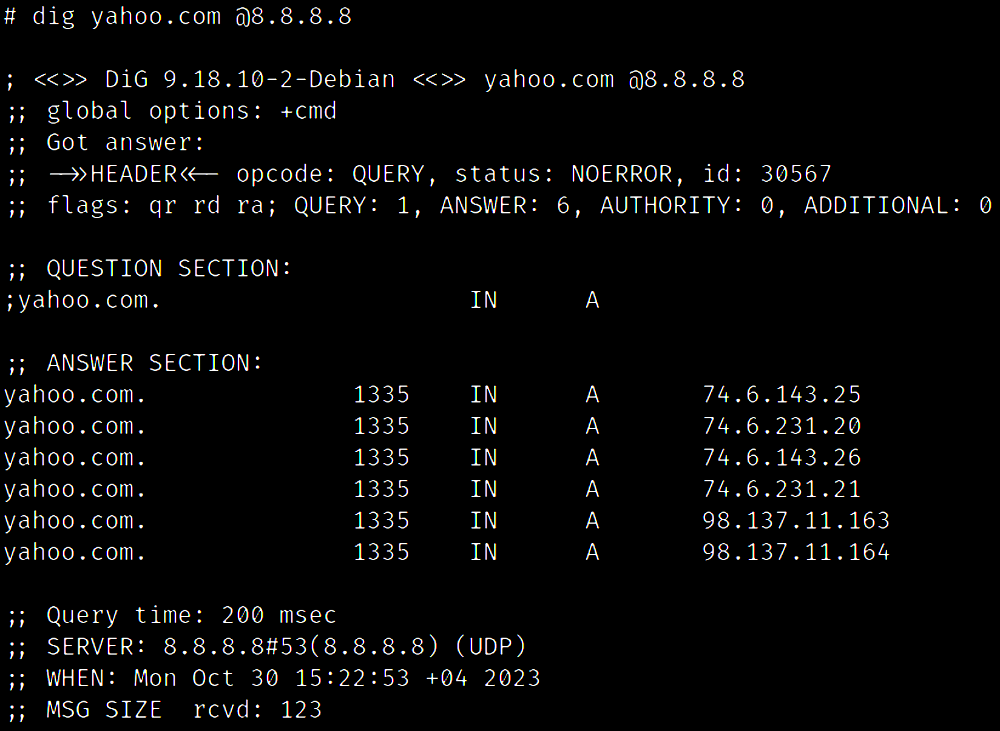 # dig yahoo.com @8.8.8.8
; <<>> DiG 9.18.10-2-Debian <<>> yahoo.com @8.8.8.8
;; global options: +cmd
;; Got answer:
;; ->>HEADER<<- opcode: QUERY, status: NOERROR, id: 30567
;; flags: qr rd ra; QUERY: 1, ANSWER: 6, AUTHORITY: 0, ADDITIONAL: 0
;; QUESTION SECTION:
;yahoo.com. IN A
;; ANSWER SECTION:
yahoo.com. 1335 IN A 74.6.143.25
yahoo.com. 1335 IN A 74.6.231.20
yahoo.com. 1335 IN A 74.6.143.26
yahoo.com. 1335 IN A 74.6.231.21
yahoo.com. 1335 IN A 98.137.11.163
yahoo.com. 1335 IN A 98.137.11.164
;; Query time: 200 msec
;; SERVER: 8.8.8.8#53(8.8.8.8) (UDP)
;; WHEN: Mon Oct 30 15:22:53 +04 2023
;; MSG SIZE  rcvd: 123